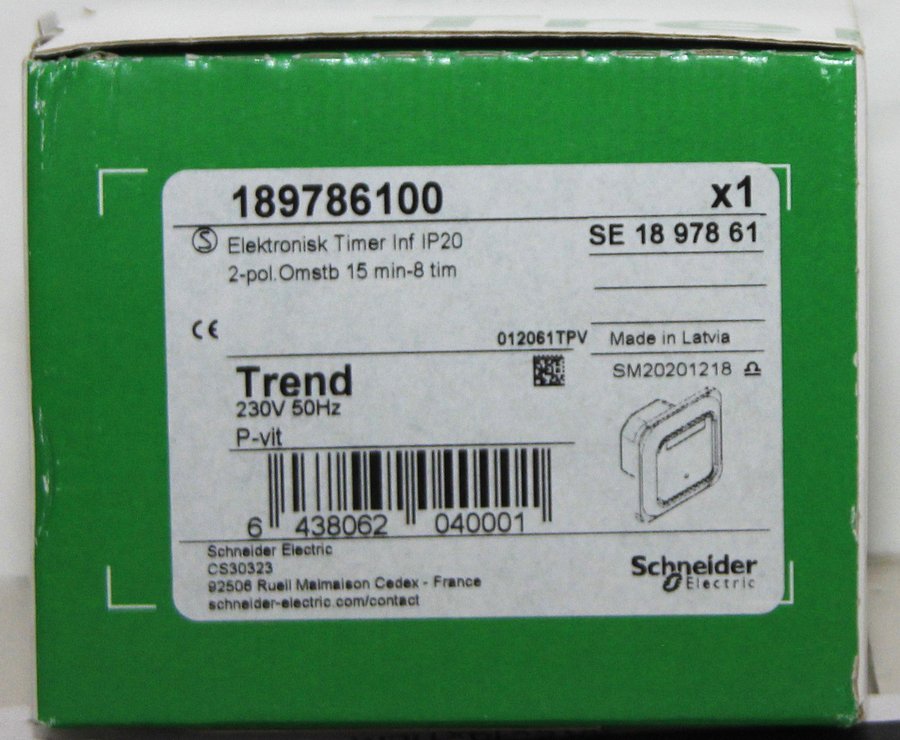 189786100 x1
Elektronisk Timer Inf IP20
SE 18 978 61
2-pol.Omstb 15 min-8 tim
CE
012061TPV
Made in Latvia
SM20201218
Trend
230V 50Hz
P-vit
6 438062 040001
Schneider Electric
CS30323
92506 Rueil Malmaison Cedex - France
schneider-electric.com/contact
Schneider
Electric